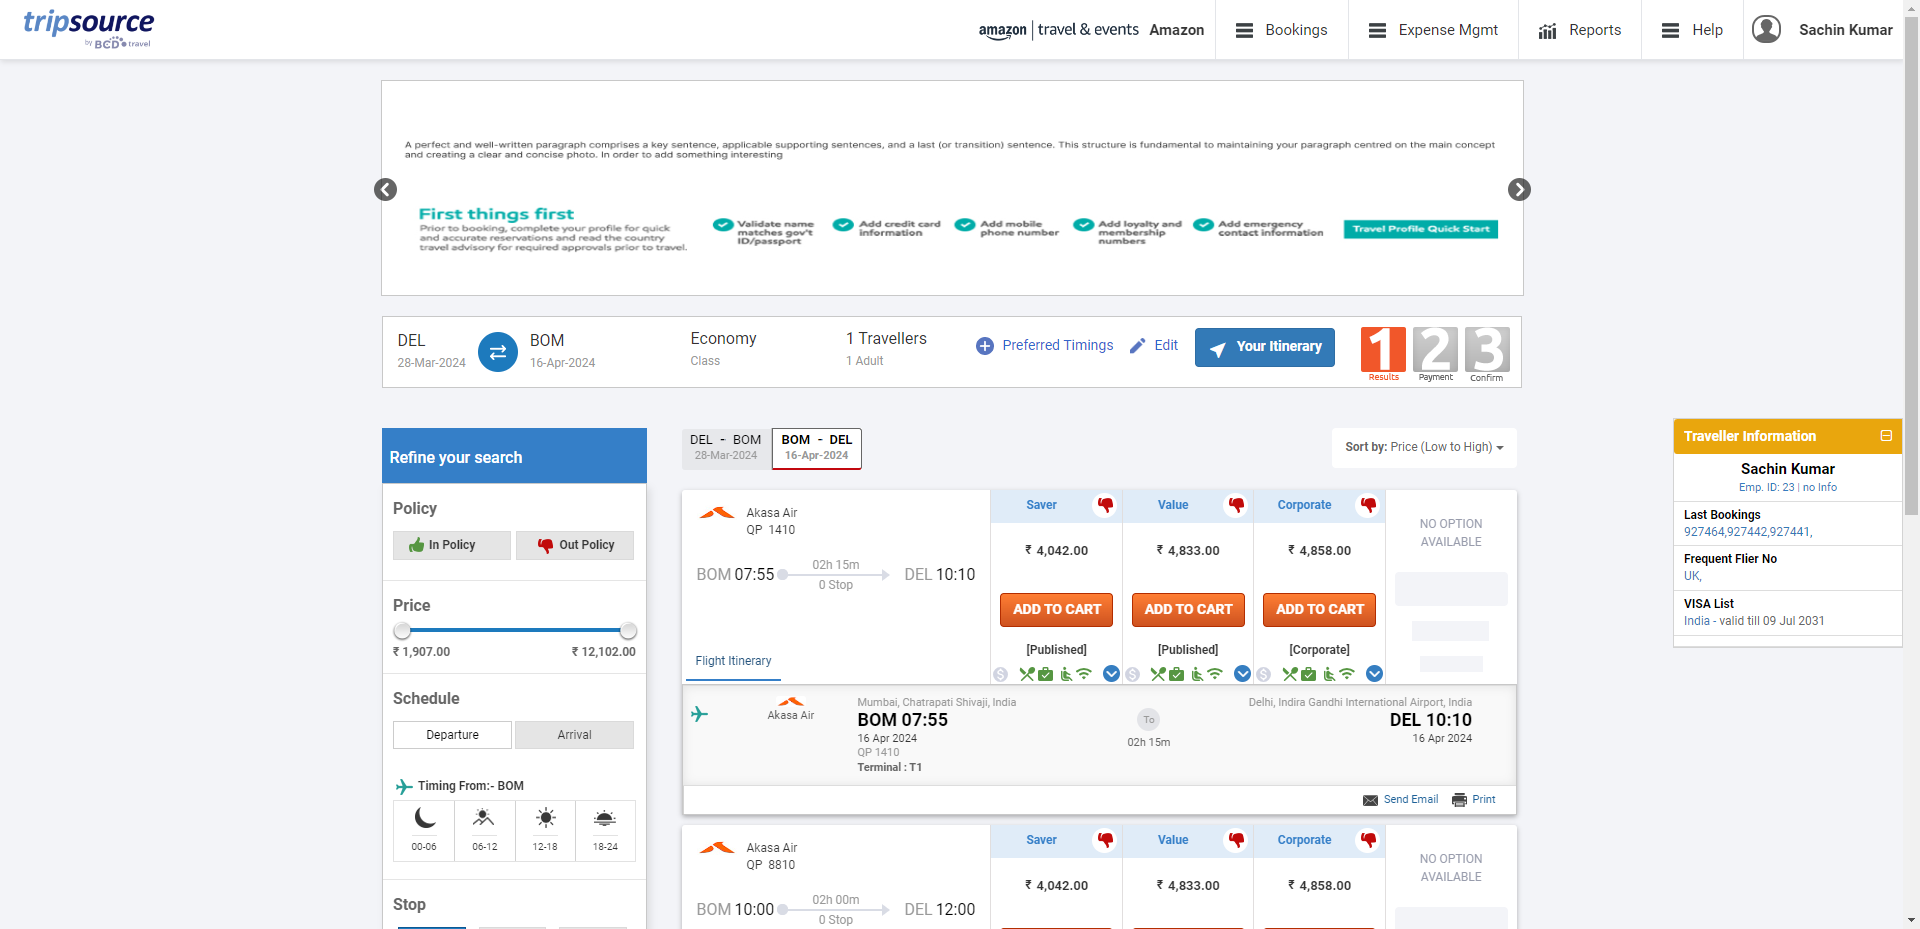 tripsource
by BCD travel
amazon | travel & events Amazon
Bookings
Expense Mgmt
Reports
Help
Sachin Kumar
A perfect and well-written paragraph comprises a key sentence, applicable supporting sentences, and a last (or transition) sentence. This structure is fundamental to maintaining your paragraph centred on the main concept
and creating a clear and concise photo. In order to add something interesting
First things first
Prior to booking, complete your profile for quick
and accurate reservations and read the country
travel advisory for required approvals prior to travel.
Validate name
matches gov't
ID/passport
Add credit card
information
Add mobile
phone number
Add loyalty and
membership
numbers
Add emergency
contact information
Travel Profile Quick Start
DEL
28-Mar-2024
BOM
16-Apr-2024
Economy
Class
1 Travellers
1 Adult
Preferred Timings
Edit
Your Itinerary
1
Results
2
Payment
3
Confirm
Refine your search
Policy
In Policy
Out Policy
Price
₹ 1,907.00
₹ 12,102.00
Schedule
Departure
Arrival
Timing From:- BOM
00-06
06-12
12-18
18-24
Stop
DEL - BOM
28-Mar-2024
BOM - DEL
16-Apr-2024
Sort by: Price (Low to High)
Akasa Air
QP 1410
BOM 07:55
02h 15m
0 Stop
DEL 10:10
Flight Itinerary
Saver
₹ 4,042.00
ADD TO CART
[Published]
Value
₹ 4,833.00
ADD TO CART
[Published]
Corporate
₹ 4,858.00
ADD TO CART
[Corporate]
NO OPTION
AVAILABLE
Akasa Air
Mumbai, Chatrapati Shivaji, India
BOM 07:55
16 Apr 2024
QP 1410
Terminal : T1
To
02h 15m
Delhi, Indira Gandhi International Airport, India
DEL 10:10
16 Apr 2024
Send Email
Print
Akasa Air
QP 8810
BOM 10:00
02h 00m
0 Stop
DEL 12:00
Saver
₹ 4,042.00
Value
₹ 4,833.00
Corporate
₹ 4,858.00
NO OPTION
AVAILABLE
Traveller Information
Sachin Kumar
Emp. ID: 23 | no Info
Last Bookings
927464,927442,927441,
Frequent Flier No
UK,
VISA List
India - valid till 09 Jul 2031